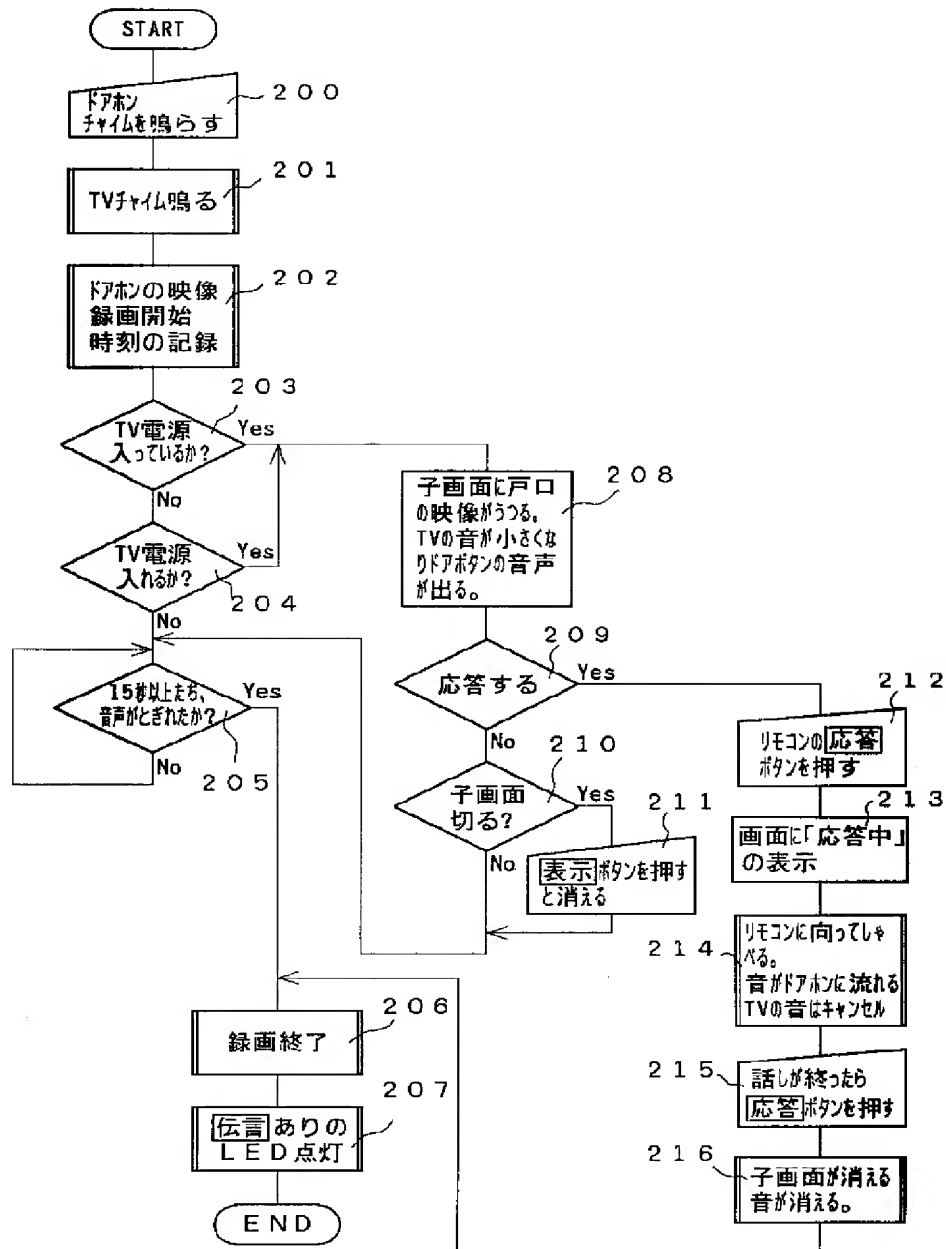 START
ドアホン
チャイムを鳴らす
200
TVチャイム鳴る
201
ドアホンの映像
録画開始
時刻の記録
202
TV電源
入っているか?
203
Yes
No
TV電源
入れるか?
204
Yes
No
15秒以上たち、
音声がとぎれたか?
205
Yes
No
録画終了
206
伝言ありの
LED点灯
207
END
子画面に戸口
の映像がうつる。
TVの音が小さくな
りドアボタンの音声
が出る。
208
応答する
209
Yes
No
子画面
切る?
210
Yes
No
表示ボタンを押す
と消える
211
リモコンの応答
ボタンを押す
212
画面に「応答中」
の表示
213
リモコンに向ってしゃ
べる。
音がドアホンに流れる
TVの音はキャンセル
214
話しが終ったら
応答ボタンを押す
215
子画面が消える
音が消える。
216